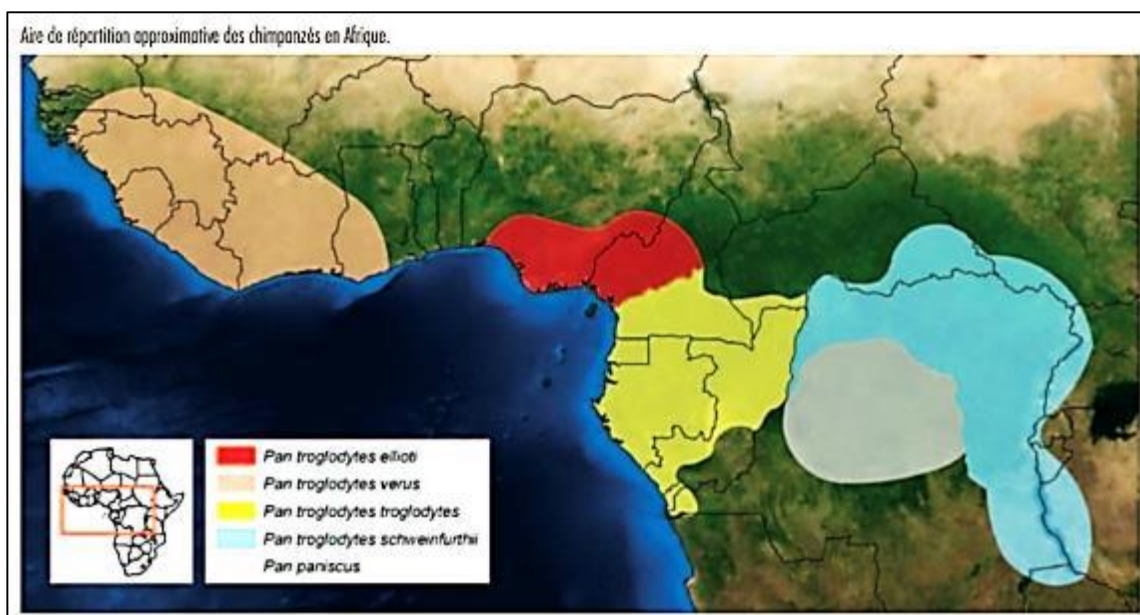 Aire de répartition approximative des chimpanzés en Afrique.
Pan troglodytes ellioti
Pan troglodytes verus
Pan troglodytes troglodytes
Pan troglodytes schweinfurthii
Pan paniscus